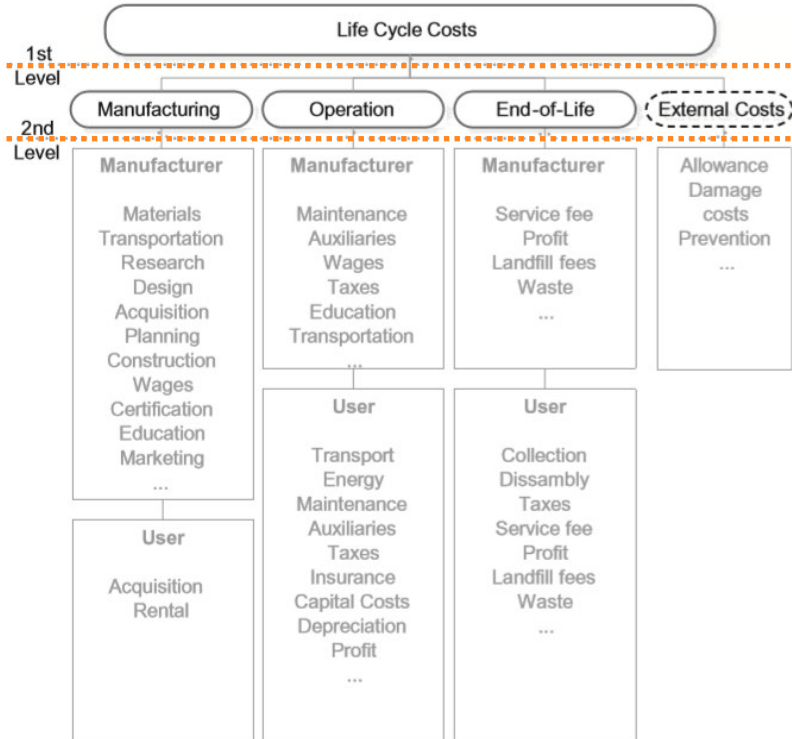 Life Cycle Costs
1st
Level
Manufacturing
Operation
End-of-Life
External Costs
2nd
Level
Manufacturer
Materials
Transportation
Research
Design
Acquisition
Planning
Construction
Wages
Certification
Education
Marketing
...
User
Acquisition
Rental
Manufacturer
Maintenance
Auxiliaries
Wages
Taxes
Education
Transportation
...
User
Transport
Energy
Maintenance
Auxiliaries
Taxes
Insurance
Capital Costs
Depreciation
Profit
...
Manufacturer
Service fee
Profit
Landfill fees
Waste
...
User
Collection
Dissambly
Taxes
Service fee
Profit
Landfill fees
Waste
...
Allowance
Damage
costs
Prevention
...